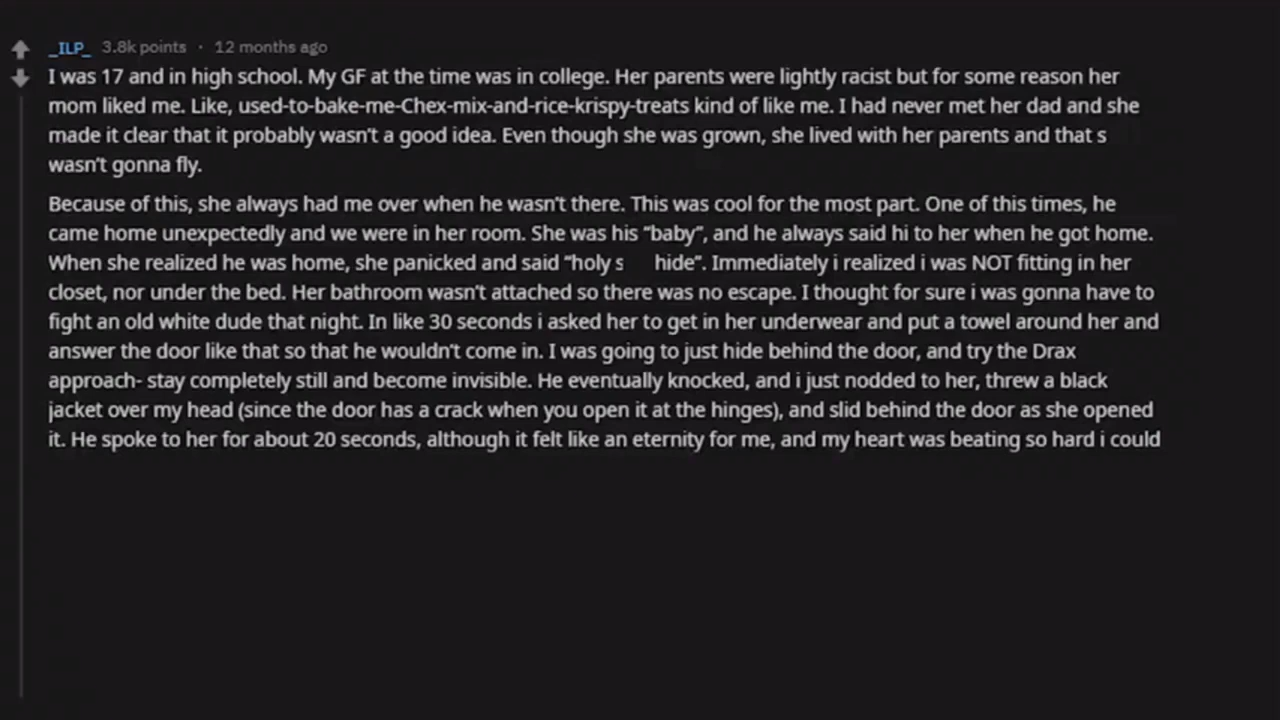 _ILP_ 3.8k points · 12 months ago
I was 17 and in high school. My GF at the time was in college. Her parents were lightly racist but for some reason her
mom liked me. Like, used-to-bake-me-Chex-mix-and-rice-krispy-treats kind of like me. I had never met her dad and she
made it clear that it probably wasn't a good idea. Even though she was grown, she lived with her parents and that s
wasn't gonna fly.
Because of this, she always had me over when he wasn't there. This was cool for the most part. One of this times, he
came home unexpectedly and we were in her room. She was his “baby”, and he always said hi to her when he got home.
When she realized he was home, she panicked and said “holy s hide”. Immediately i realized i was NOT fitting in her
closet, nor under the bed. Her bathroom wasn't attached so there was no escape. I thought for sure i was gonna have to
fight an old white dude that night. In like 30 seconds i asked her to get in her underwear and put a towel around her and
answer the door like that so that he wouldn't come in. I was going to just hide behind the door, and try the Drax
approach- stay completely still and become invisible. He eventually knocked, and i just nodded to her, threw a black
jacket over my head (since the door has a crack when you open it at the hinges), and slid behind the door as she opened
it. He spoke to her for about 20 seconds, although it felt like an eternity for me, and my heart was beating so hard i could